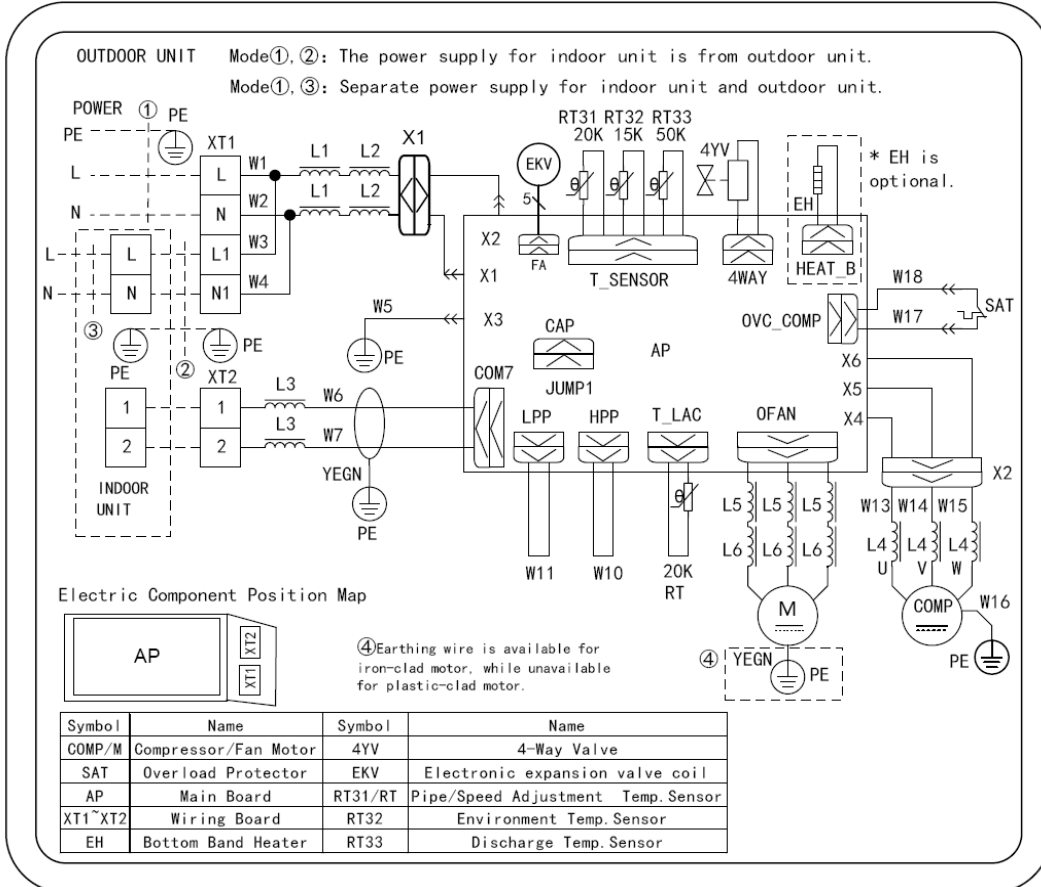 OUTDOOR UNIT Mode①,②: The power supply for indoor unit is from outdoor unit.
Mode①,③: Separate power supply for indoor unit and outdoor unit.
POWER ① PE
PE
XT1
L
N
L
N
L
N
L1
N1
W1
W2
W3
W4
L1 L2
L1 L2
X1
L
N
③
PE
②
PE
XT2
1
2
1
2
INDOOR
UNIT
L3
L3
W6
W7
YEGN
PE
W5
PE
EKV
5
FA
RT31 RT32 RT33
20K 15K 50K
θ θ θ
T_SENSOR
4YV
4WAY
EH
HEAT_B
* EH is
optional.
X2
X1
X3
CAP
JUMP1
AP
COM7
LPP
HPP
T_LAC
OFAN
OVC_COMP
W18
W17
SAT
X6
X5
X4
X2
W11
W10
θ
20K
RT
L5 L5 L5
L6 L6 L6
M
④ YEGN
PE
W13 W14 W15
L4 L4 L4
U V W
COMP
W16
PE
Electric Component Position Map
AP
XT2
XT1
④Earthing wire is available for
iron-clad motor, while unavailable
for plastic-clad motor.
Symbol Name Symbol Name
COMP/M Compressor/Fan Motor 4YV 4-Way Valve
SAT Overload Protector EKV Electronic expansion valve coil
AP Main Board RT31/RT Pipe/Speed Adjustment Temp.Sensor
XT1~XT2 Wiring Board RT32 Environment Temp.Sensor
EH Bottom Band Heater RT33 Discharge Temp.Sensor